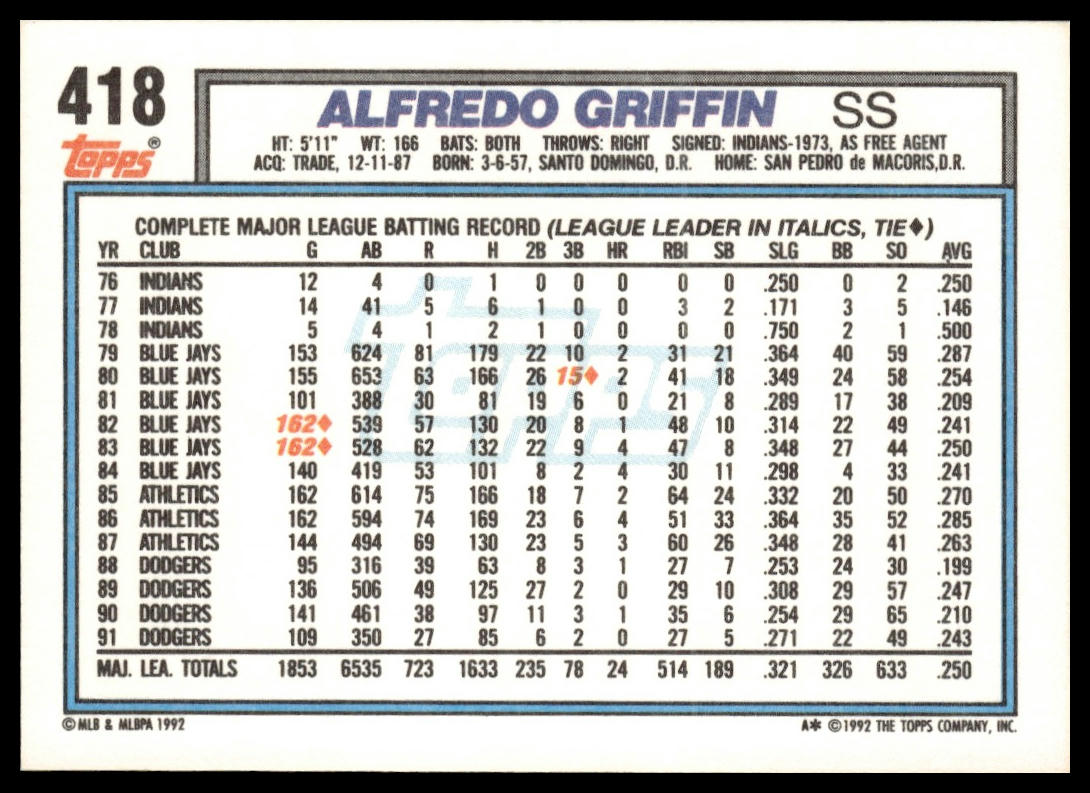 418
ALFREDO GRIFFIN SS
Topps®
HT: 5'11" WT: 166 BATS: BOTH THROWS: RIGHT SIGNED: INDIANS-1973, AS FREE AGENT
ACQ: TRADE, 12-11-87 BORN: 3-6-57, SANTO DOMINGO, D.R. HOME: SAN PEDRO de MACORIS,D.R.
COMPLETE MAJOR LEAGUE BATTING RECORD (LEAGUE LEADER IN ITALICS, TIE♦)
YR CLUB G AB R H 2B 3B HR RBI SB SLG BB SO AVG
76 INDIANS 12 4 0 1 0 0 0 0 0 .250 0 2 .250
77 INDIANS 14 41 5 6 1 0 0 3 2 .171 3 5 .146
78 INDIANS 5 4 1 2 1 0 0 0 0 .750 2 1 .500
79 BLUE JAYS 153 624 81 179 22 10 2 31 21 .364 40 59 .287
80 BLUE JAYS 155 653 63 166 26 15♦ 2 41 18 .349 24 58 .254
81 BLUE JAYS 101 388 30 81 19 6 0 21 8 .289 17 38 .209
82 BLUE JAYS 162♦ 539 57 130 20 8 1 48 10 .314 22 49 .241
83 BLUE JAYS 162♦ 528 62 132 22 9 4 47 8 .348 27 44 .250
84 BLUE JAYS 140 419 53 101 8 2 4 30 11 .298 4 33 .241
85 ATHLETICS 162 614 75 166 18 7 2 64 24 .332 20 50 .270
86 ATHLETICS 162 594 74 169 23 6 4 51 33 .364 35 52 .285
87 ATHLETICS 144 494 69 130 23 5 3 60 26 .348 28 41 .263
88 DODGERS 95 316 39 63 8 3 1 27 7 .253 24 30 .199
89 DODGERS 136 506 49 125 27 2 0 29 10 .308 29 57 .247
90 DODGERS 141 461 38 97 11 3 1 35 6 .254 29 65 .210
91 DODGERS 109 350 27 85 6 2 0 27 5 .271 22 49 .243
MAJ. LEA. TOTALS 1853 6535 723 1633 235 78 24 514 189 .321 326 633 .250
Topps
© MLB & MLBPA 1992
A* © 1992 THE TOPPS COMPANY, INC.